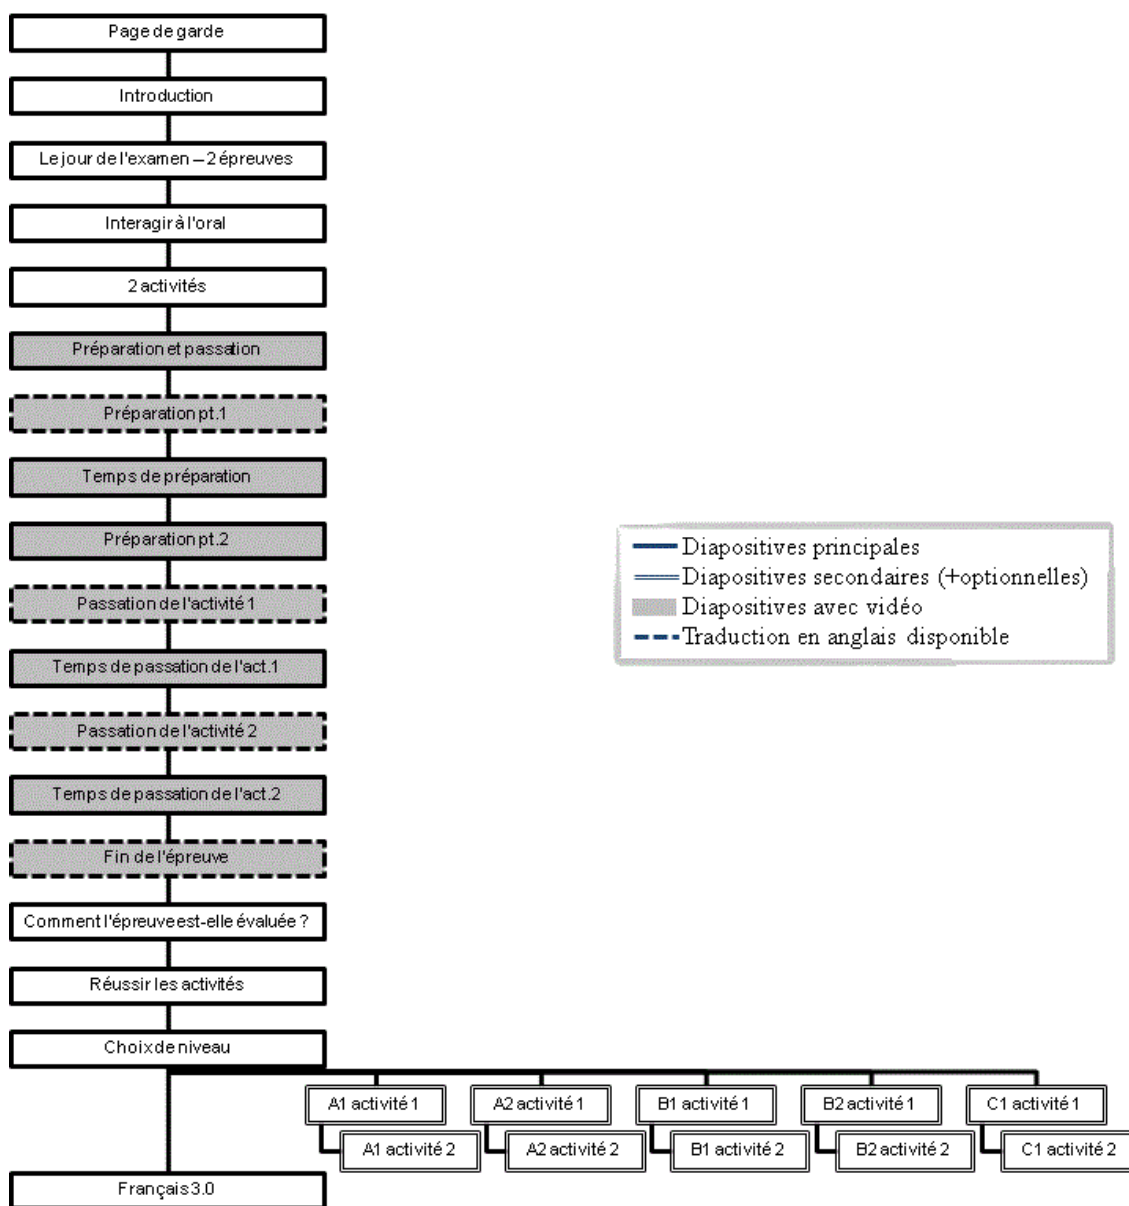 Page de garde
Introduction
Le jour de l'examen – 2 épreuves
Interagir à l'oral
2 activités
Préparation et passation
Préparation pt.1
Temps de préparation
Préparation pt.2
Passation de l'activité 1
Temps de passation de l'act.1
Passation de l'activité 2
Temps de passation de l'act.2
Fin de l'épreuve
Comment l'épreuve est-elle évaluée ?
Réussir les activités
Choix de niveau
A1 activité 1
A2 activité 1
B1 activité 1
B2 activité 1
C1 activité 1
A1 activité 2
A2 activité 2
B1 activité 2
B2 activité 2
C1 activité 2
Français 3.0
Diapositives principales
Diapositives secondaires (+optionnelles)
Diapositives avec vidéo
Traduction en anglais disponible